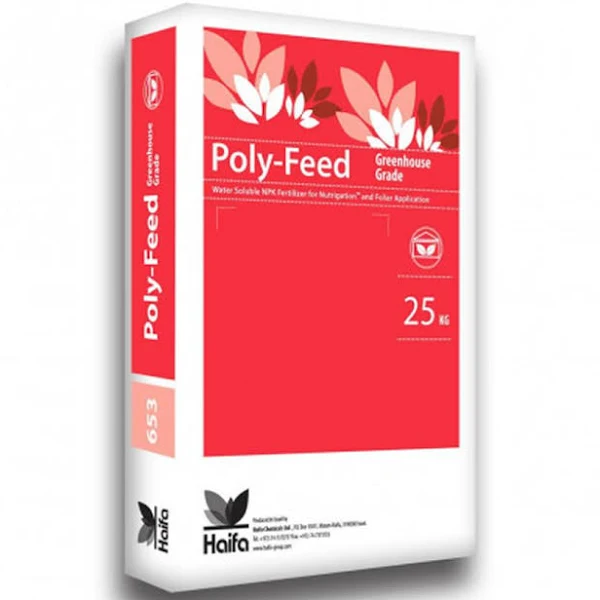 Poly-Feed
Greenhouse
Grade
Water Soluble NPK Fertilizer for Nutrigation™ and Foliar Application
25 KG
Haifa
Poly-Feed
Greenhouse
Grade
653
Haifa